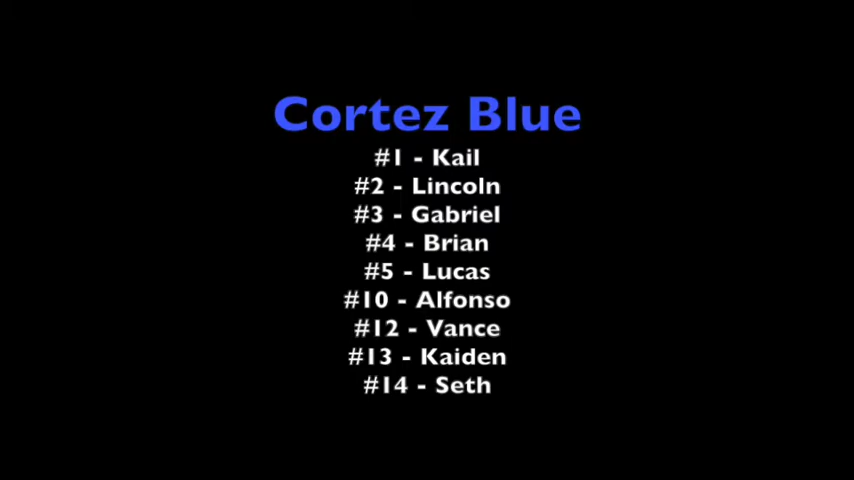 Cortez Blue
#1 - Kail
#2 - Lincoln
#3 - Gabriel
#4 - Brian
#5 - Lucas
#10 - Alfonso
#12 - Vance
#13 - Kaiden
#14 - Seth